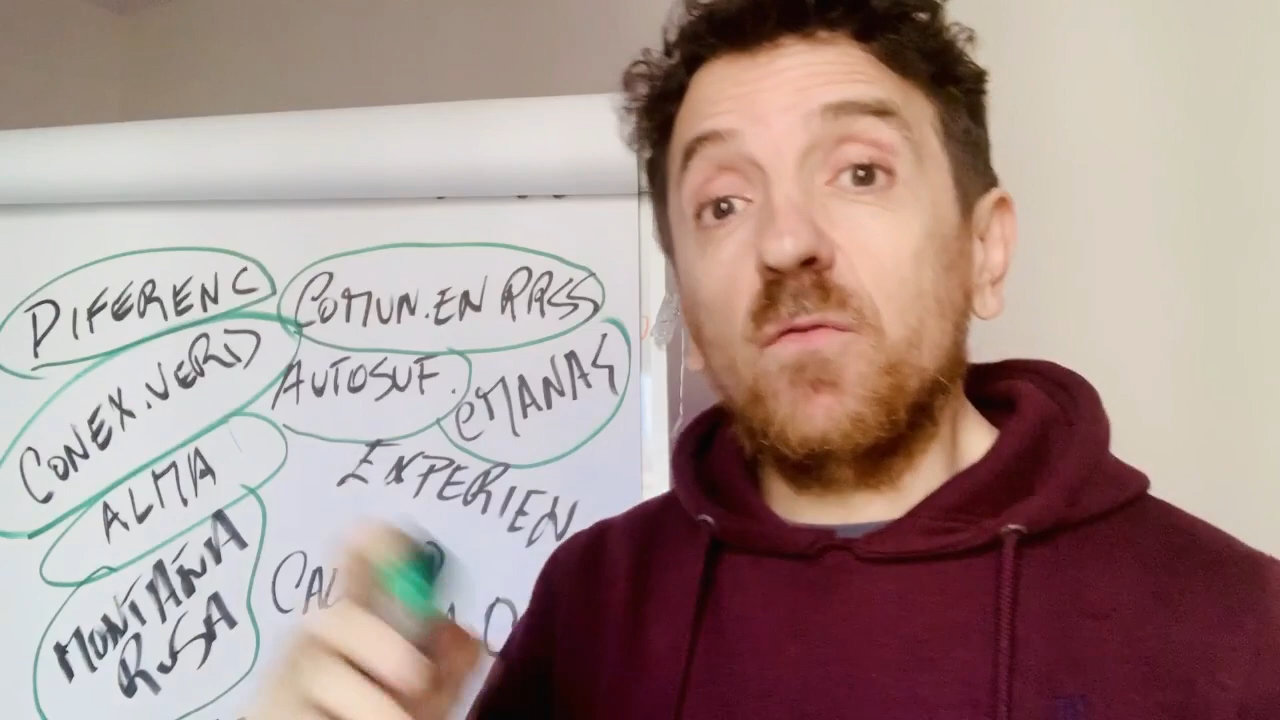 DIFERENC
COMUN.EN RRSS
CONEX.VERD
AUTOSUF.
EMANAS
ALMA
EXPERIEN
MONTAÑA
RUSA